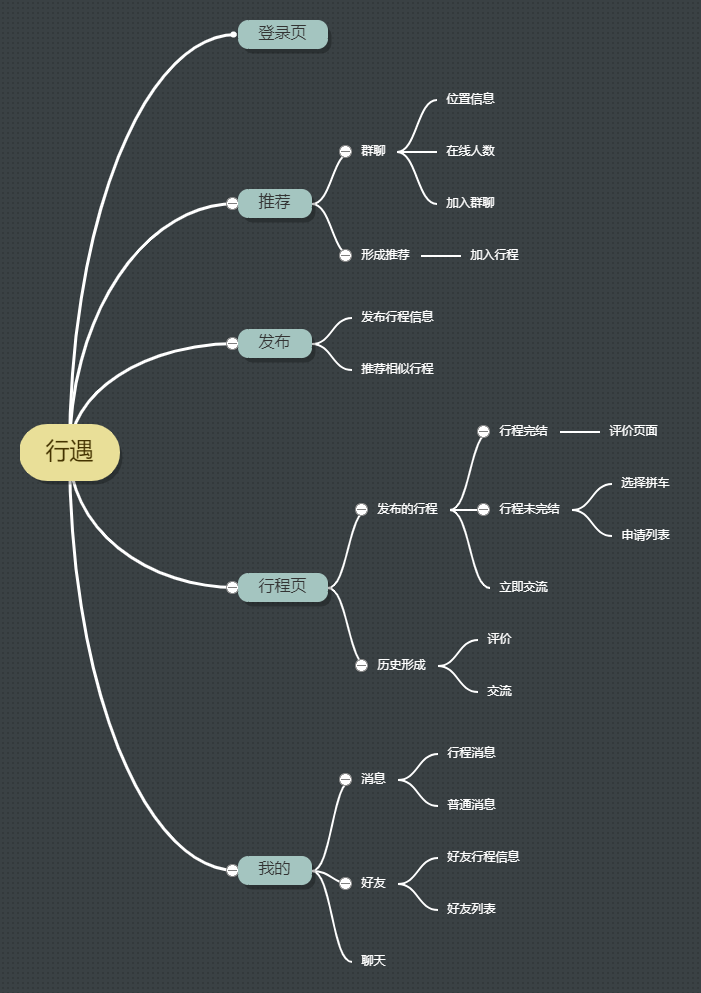 登录页
位置信息
群聊
在线人数
推荐
加入群聊
形成推荐
加入行程
发布行程信息
发布
推荐相似行程
行遇
行程完结
评价页面
选择拼车
发布的行程
行程未完结
申请列表
行程页
立即交流
评价
历史形成
交流
行程消息
消息
普通消息
我的
好友行程信息
好友
好友列表
聊天